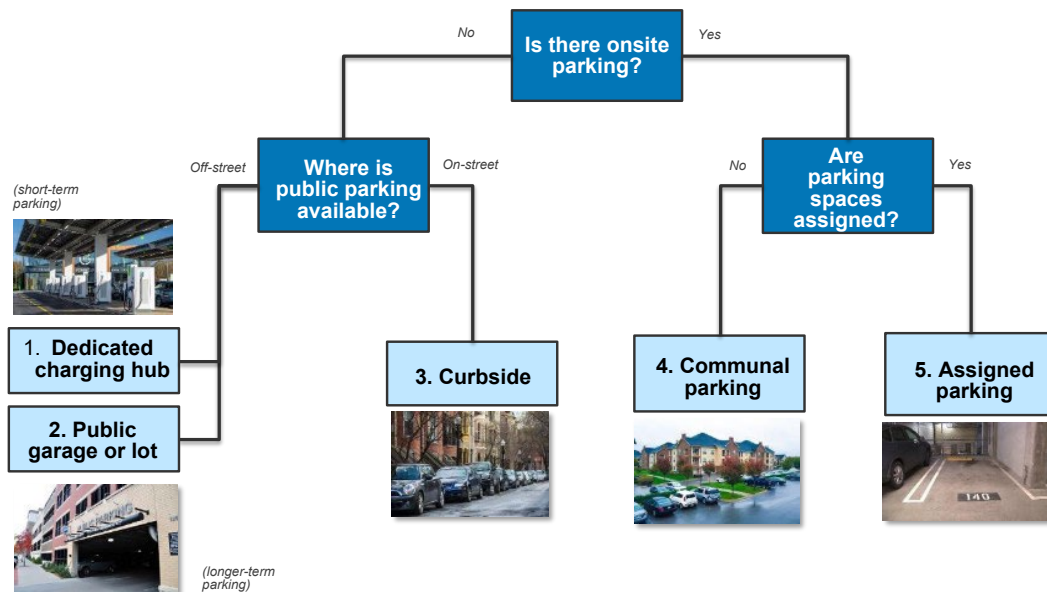 No
Is there onsite
parking?
Yes
Off-street
Where is
public parking
available?
On-street
No
Are
parking
spaces
assigned?
Yes
(short-term
parking)
1. Dedicated
charging hub
2. Public
garage or lot
3. Curbside
4. Communal
parking
5. Assigned
parking
PUBLIC PARKING
140
(longer-term
parking)